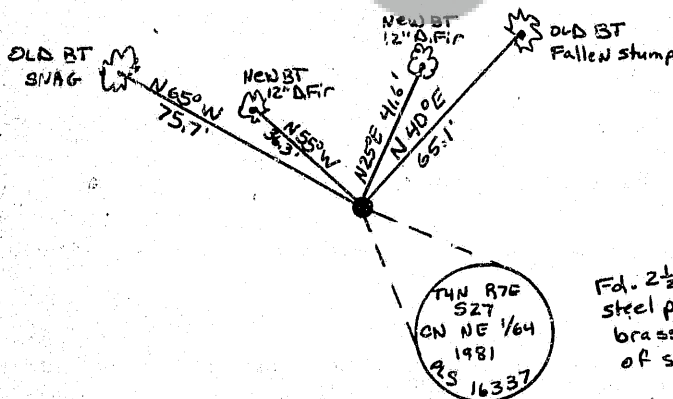 OLD BT
SNAG
N65°W
75.7'
New BT
12" D.Fir
N55°W
36.3'
New BT
12" D.Fir
N25°E 41.6'
OLD BT
Fallen stump
N40°E
65.1'
T4N R7E
S27
CN NE 1/64
1981
16337
Fd. 2½
steel
brass
of